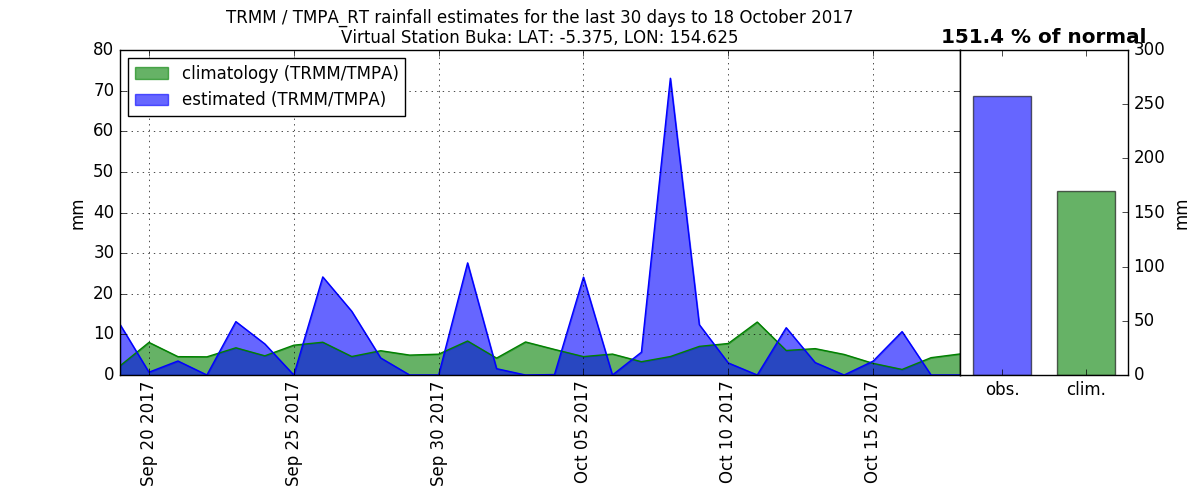 TRMM / TMPA_RT rainfall estimates for the last 30 days to 18 October 2017
Virtual Station Buka: LAT: -5.375, LON: 154.625
151.4 % of normal
climatology (TRMM/TMPA)
estimated (TRMM/TMPA)
80
70
60
50
40
30
20
10
0
mm
Sep 20 2017
Sep 25 2017
Sep 30 2017
Oct 05 2017
Oct 10 2017
Oct 15 2017
300
250
200
150
100
50
0
mm
obs.
clim.